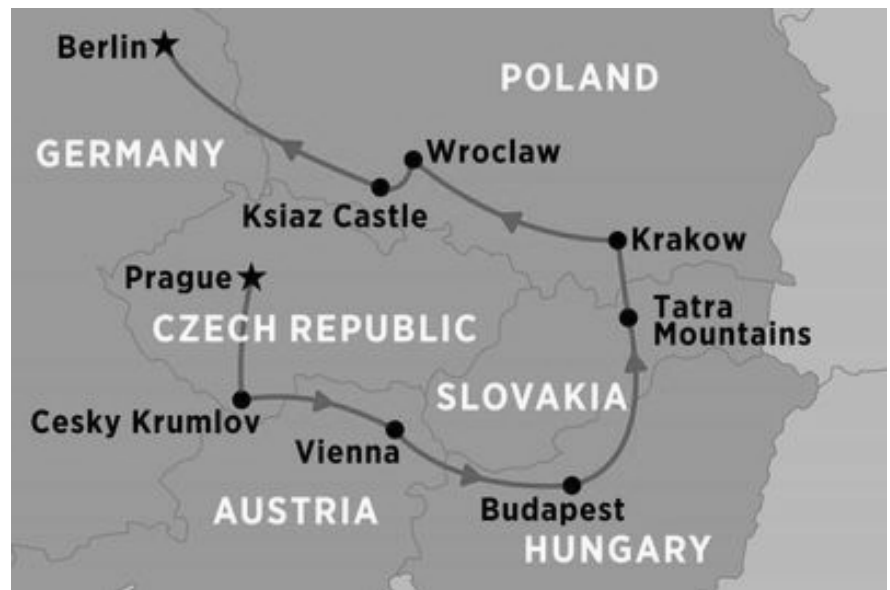 Berlin
POLAND
GERMANY
Wroclaw
Ksiaz Castle
Krakow
Prague
Tatra
Mountains
CZECH REPUBLIC
SLOVAKIA
Cesky Krumlov
Vienna
AUSTRIA
Budapest
HUNGARY